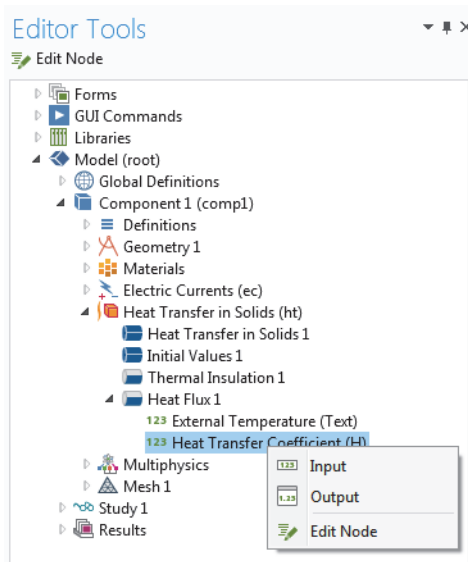 Editor Tools
Edit Node
Forms
GUI Commands
Libraries
Model (root)
Global Definitions
Component 1 (comp1)
Definitions
Geometry 1
Materials
Electric Currents (ec)
Heat Transfer in Solids (ht)
Heat Transfer in Solids 1
Initial Values 1
Thermal Insulation 1
Heat Flux 1
123 External Temperature (Text)
123 Heat Transfer Coefficient (H)
Multiphysics
Mesh 1
Study 1
Results
123 Input
1.23 Output
Edit Node